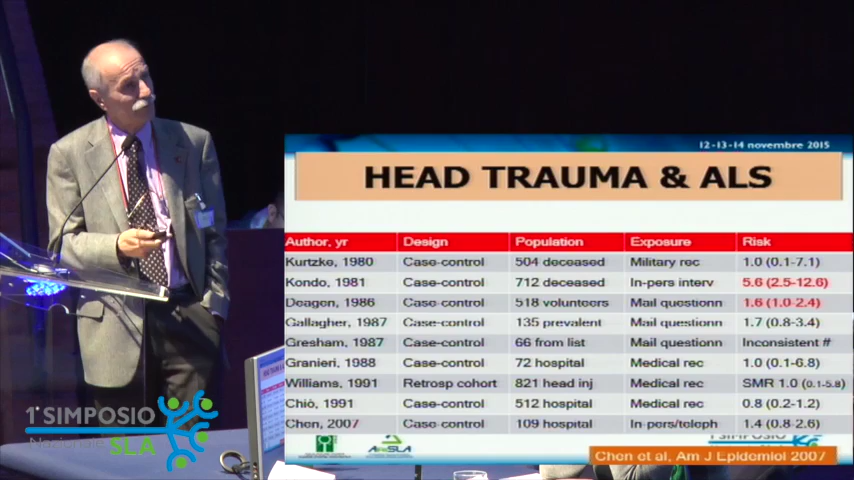 12-13-14 novembre 2015
HEAD TRAUMA & ALS
Author, yr Design Population Exposure Risk
Kurtzke, 1980 Case-control 504 deceased Military rec 1.0 (0.1-7.1)
Kondo, 1981 Case-control 712 deceased In-pers interv 5.6 (2.5-12.6)
Deagen, 1986 Case-control 518 volunteers Mail questionn 1.6 (1.0-2.4)
Gallagher, 1987 Case-control 135 prevalent Mail questionn 1.7 (0.8-3.4)
Gresham, 1987 Case-control 66 from list Mail questionn Inconsistent #
Granieri, 1988 Case-control 72 hospital Medical rec 1.0 (0.1-6.8)
Williams, 1991 Retrosp cohort 821 head inj Medical rec SMR 1.0 (0.1-5.8)
Chiò, 1991 Case-control 512 hospital Medical rec 0.8 (0.2-1.2)
Chen, 2007 Case-control 109 hospital In-pers/teleph 1.4 (0.8-2.6)
SIMPOSIO
Chen et al, Am J Epidemiol 2007
1° SIMPOSIO
SLA